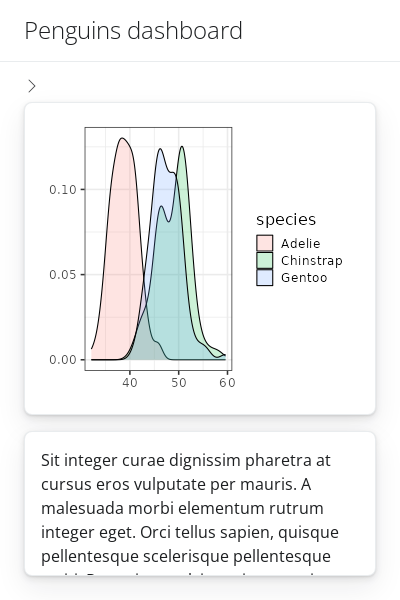 Penguins dashboard
0.10
0.05
0.00
40
50
60
species
Adelie
Chinstrap
Gentoo
Sit integer curae dignissim pharetra at
cursus eros vulputate per mauris. A
malesuada morbi elementum rutrum
integer eget. Orci tellus sapien, quisque
pellentesque scelerisque pellentesque